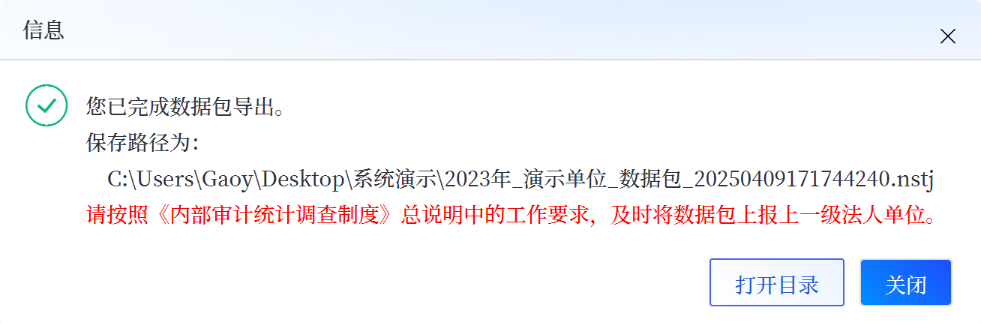 信息
您已完成数据包导出。
保存路径为：
C:\Users\Gaoy\Desktop\系统演示\2023年_演示单位_数据包_20250409171744240.nstj
请按照《内部审计统计调查制度》总说明中的工作要求，及时将数据包上报上一级法人单位。
打开目录 关闭